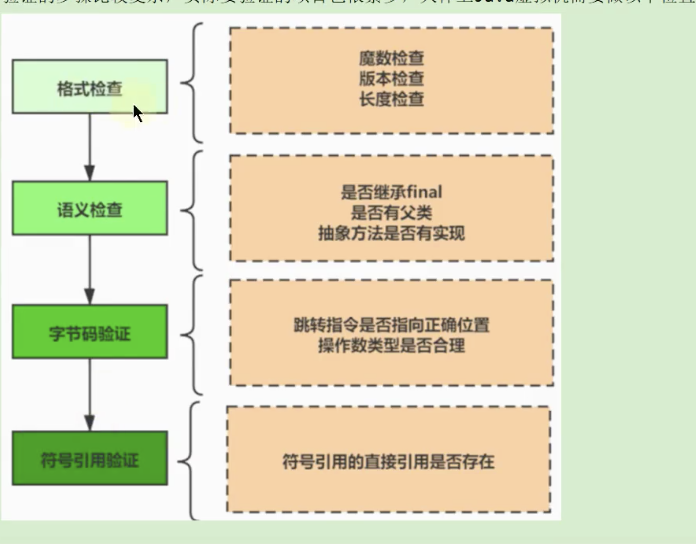 格式检查
魔数检查
版本检查
长度检查
语义检查
是否继承final
是否有父类
抽象方法是否有实现
字节码验证
跳转指令是否指向正确位置
操作数类型是否合理
符号引用验证
符号引用的直接引用是否存在